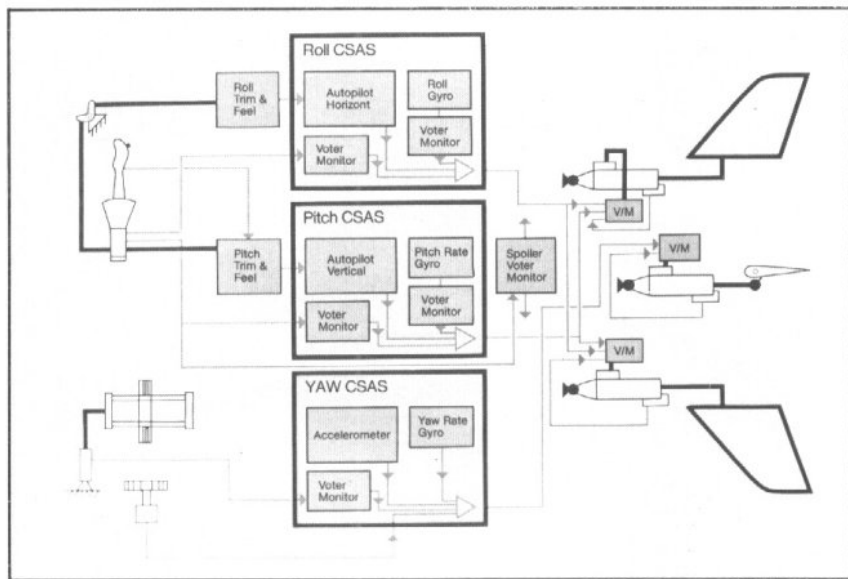 Roll CSAS
Roll
Trim &
Feel
Autopilot
Horizont
Roll
Gyro
Voter
Monitor
Voter
Monitor
V/M
Pitch CSAS
Pitch
Trim &
Feel
Autopilot
Vertical
Pitch Rate
Gyro
Voter
Monitor
Voter
Monitor
Spoiler
Voter
Monitor
V/M
V/M
YAW CSAS
Accelerometer
Yaw Rate
Gyro
Voter
Monitor